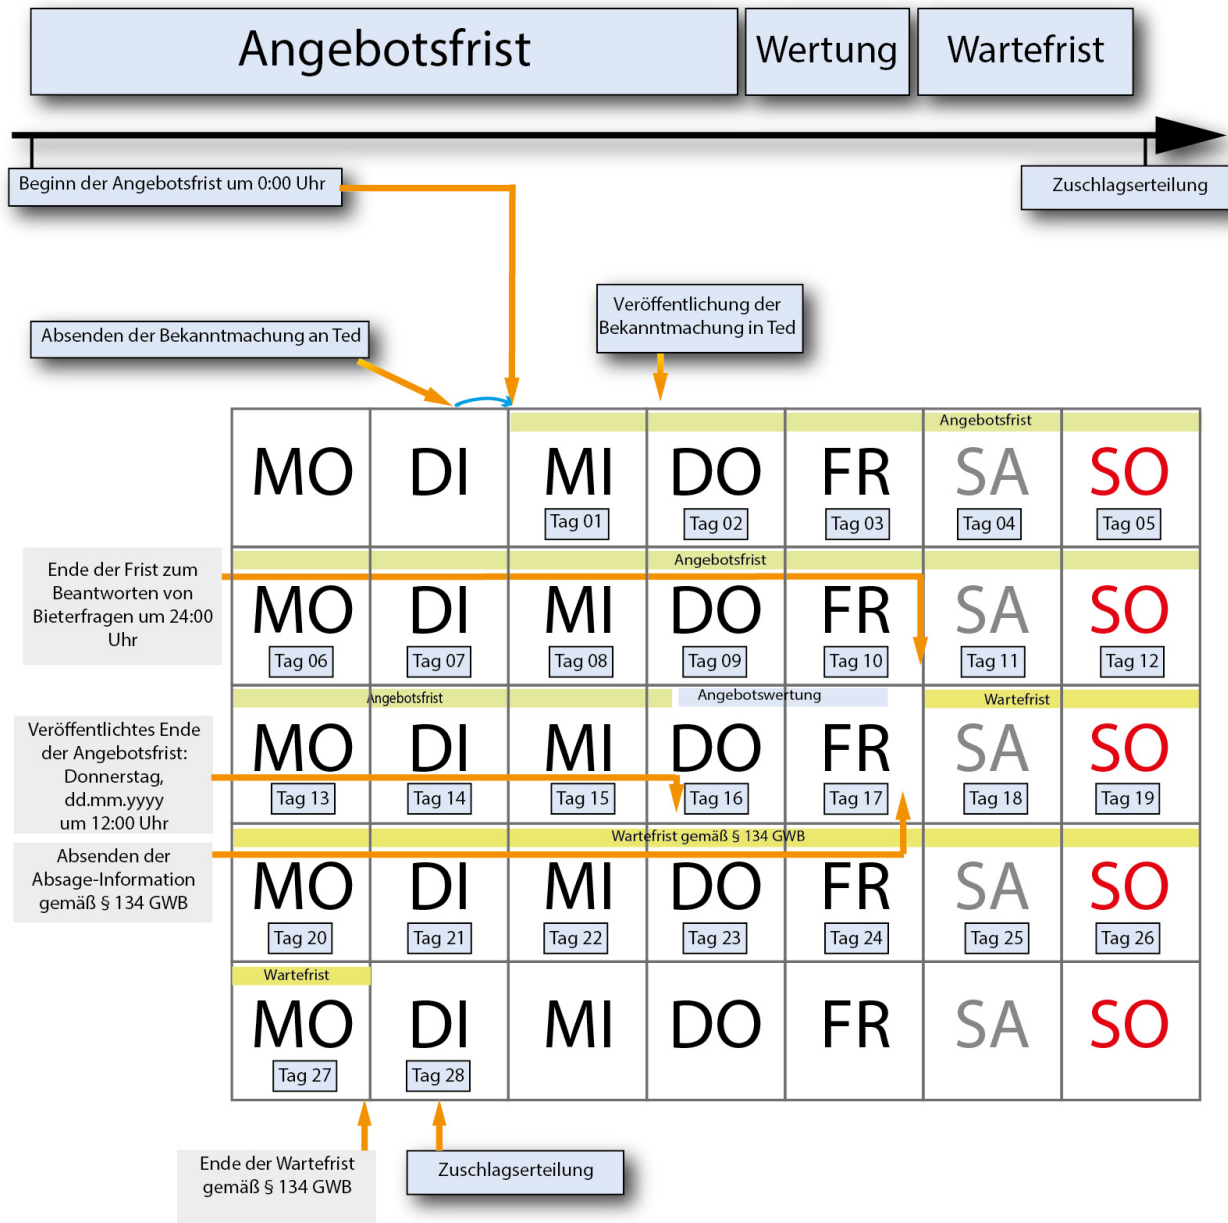 Angebotsfrist
Wertung
Wartefrist
Beginn der Angebotsfrist um 0:00 Uhr
Zuschlagserteilung
Absenden der Bekanntmachung an Ted
Veröffentlichung der
Bekanntmachung in Ted
Angebotsfrist
MO DI MI DO FR SA SO
Tag 01 Tag 02 Tag 03 Tag 04 Tag 05
Ende der Frist zum
Beantworten von
Bieterfragen um 24:00
Uhr
Angebotsfrist
MO DI MI DO FR SA SO
Tag 06 Tag 07 Tag 08 Tag 09 Tag 10 Tag 11 Tag 12
Veröffentlichtes Ende
der Angebotsfrist:
Donnerstag,
dd.mm.yyyy
um 12:00 Uhr
Angebotsfrist Angebotswertung Wartefrist
MO DI MI DO FR SA SO
Tag 13 Tag 14 Tag 15 Tag 16 Tag 17 Tag 18 Tag 19
Absenden der
Absage-Information
gemäß § 134 GWB
Wartefrist gemäß § 134 GWB
MO DI MI DO FR SA SO
Tag 20 Tag 21 Tag 22 Tag 23 Tag 24 Tag 25 Tag 26
Wartefrist
MO DI MI DO FR SA SO
Tag 27 Tag 28
Ende der Wartefrist
gemäß § 134 GWB
Zuschlagserteilung